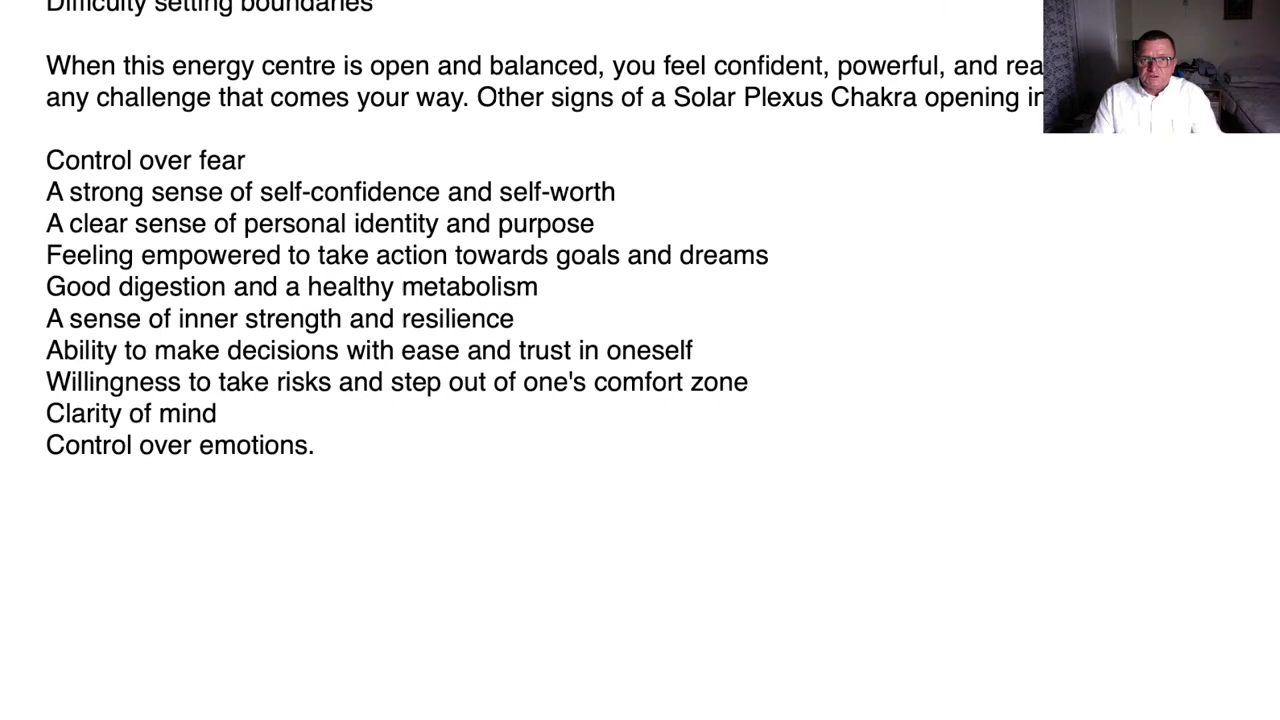 Difficulty setting boundaries
When this energy centre is open and balanced, you feel confident, powerful, and
any challenge that comes your way. Other signs of a Solar Plexus Chakra opening
Control over fear
A strong sense of self-confidence and self-worth
A clear sense of personal identity and purpose
Feeling empowered to take action towards goals and dreams
Good digestion and a healthy metabolism
A sense of inner strength and resilience
Ability to make decisions with ease and trust in oneself
Willingness to take risks and step out of one's comfort zone
Clarity of mind
Control over emotions.